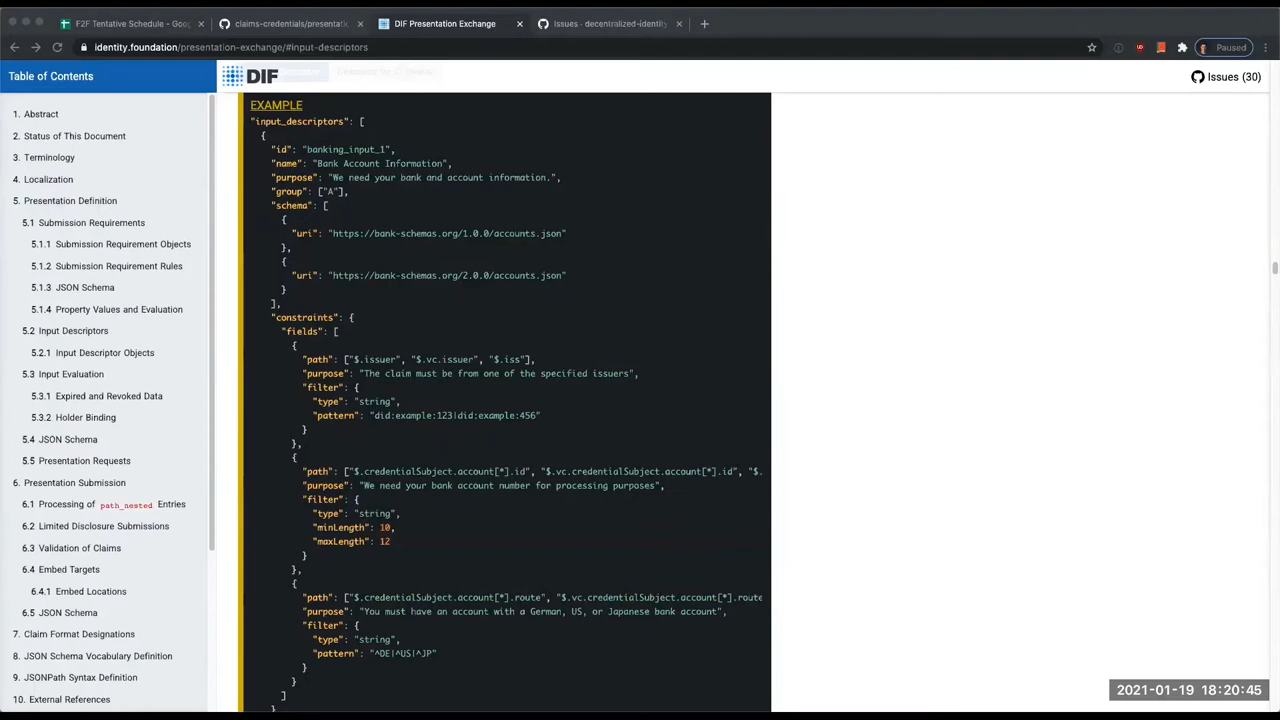 F2F Tentative Schedule - Goog
claims-credentials/presentati
DIF Presentation Exchange
Issues · decentralized-identity
identity.foundation/presentation-exchange/#input-descriptors
Paused
Table of Contents
DIF
Issues (30)
1. Abstract
2. Status of This Document
3. Terminology
4. Localization
5. Presentation Definition
5.1 Submission Requirements
5.1.1 Submission Requirement Objects
5.1.2 Submission Requirement Rules
5.1.3 JSON Schema
5.1.4 Property Values and Evaluation
5.2 Input Descriptors
5.2.1 Input Descriptor Objects
5.3 Input Evaluation
5.3.1 Expired and Revoked Data
5.3.2 Holder Binding
5.4 JSON Schema
5.5 Presentation Requests
6. Presentation Submission
6.1 Processing of path_nested Entries
6.2 Limited Disclosure Submissions
6.3 Validation of Claims
6.4 Embed Targets
6.4.1 Embed Locations
6.5 JSON Schema
7. Claim Format Designations
8. JSON Schema Vocabulary Definition
9. JSONPath Syntax Definition
10. External References
EXAMPLE
"input_descriptors": [
{
"id": "banking_input_1",
"name": "Bank Account Information",
"purpose": "We need your bank and account information.",
"group": ["A"],
"schema": [
{
"uri": "https://bank-schemas.org/1.0.0/accounts.json"
},
{
"uri": "https://bank-schemas.org/2.0.0/accounts.json"
}
],
"constraints": {
"fields": [
{
"path": ["$.issuer", "$.vc.issuer", "$.iss"],
"purpose": "The claim must be from one of the specified issuers",
"filter": {
"type": "string",
"pattern": "did:example:123|did:example:456"
}
},
{
"path": ["$.credentialSubject.account[*].id", "$.vc.credentialSubject.account[*].id", "$.
"purpose": "We need your bank account number for processing purposes",
"filter": {
"type": "string",
"minLength": 10,
"maxLength": 12
}
},
{
"path": ["$.credentialSubject.account[*].route", "$.vc.credentialSubject.account[*].route
"purpose": "You must have an account with a German, US, or Japanese bank account",
"filter": {
"type": "string",
"pattern": "^DE|^US|^JP"
}
}
]
}
2021-01-19 18:20:45